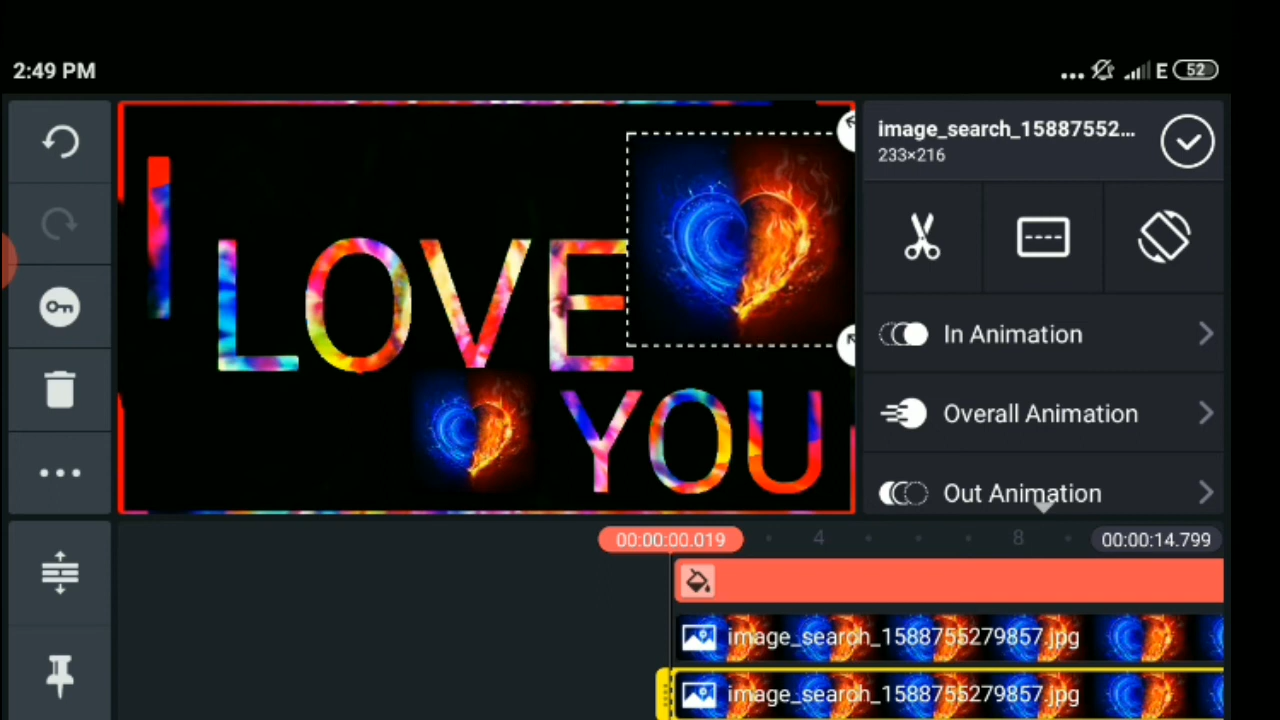 2:49 PM
E 52
image_search_15887552...
233×216
I
LOVE
YOU
In Animation
Overall Animation
Out Animation
00:00:00.019
4
8
00:00:14.799
image_search_1588755279857.jpg
image_search_1588755279857.jpg